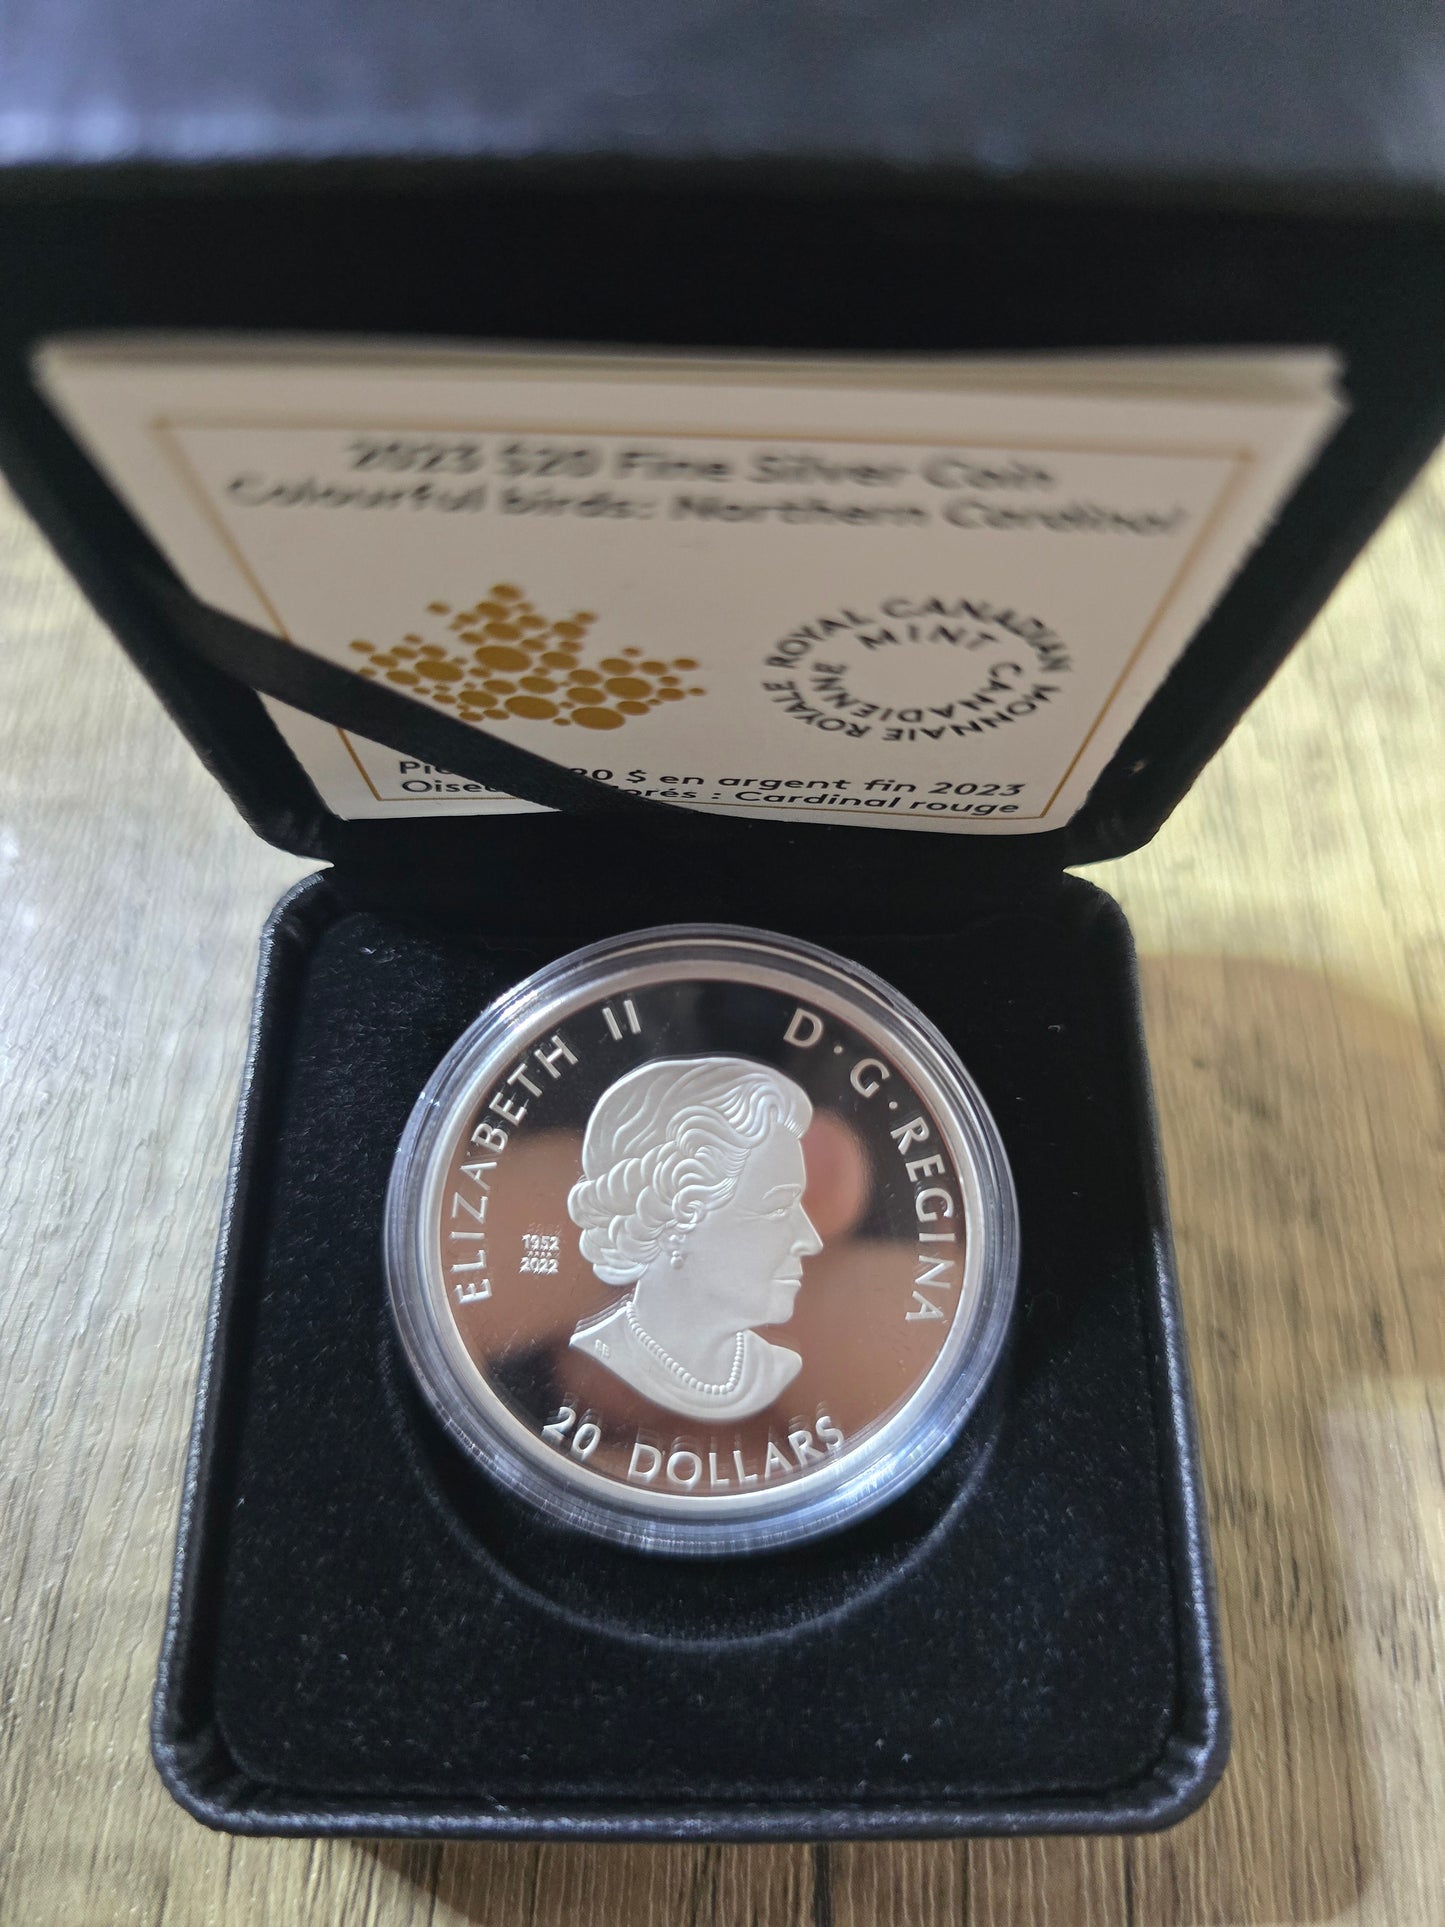 2023 $20 Fine Silver Coin
Colourful birds: Northern Cardinal
ROYAL CANADIAN MINT
MONNAIE ROYALE CANADIENNE
$ en argent fin 2023
: Cardinal rouge
ELIZABETH II D·G·REGINA
1952
2022
20 DOLLARS